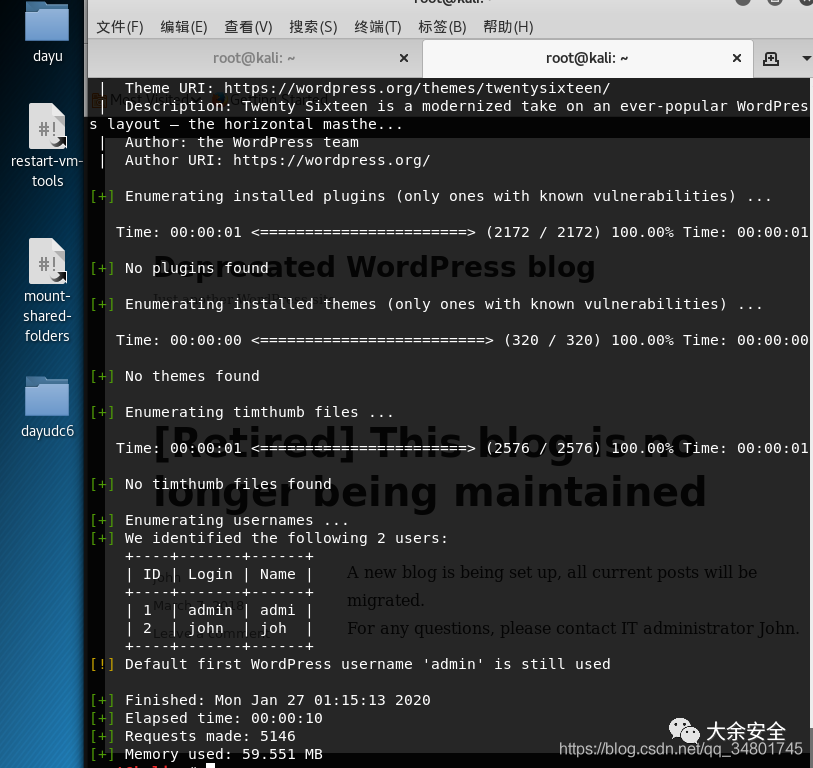 root@kali: ~
文件(F) 编辑(E) 查看(V) 搜索(S) 终端(T) 标签(B) 帮助(H)
root@kali: ~ × root@kali: ~ ×
dayu
restart-vm-
tools
mount-
shared-
folders
dayudc6
| Theme URI: https://wordpress.org/themes/twentysixteen/
| Description: Twenty Sixteen is a modernized take on an ever-popular WordPres
s layout — the horizontal masthe...
| Author: the WordPress team
| Author URI: https://wordpress.org/
[+] Enumerating installed plugins (only ones with known vulnerabilities) ...
Time: 00:00:01 <=======================> (2172 / 2172) 100.00% Time: 00:00:01
Deprecated WordPress blog
[+] No plugins found
[+] Enumerating installed themes (only ones with known vulnerabilities) ...
Time: 00:00:00 <=========================> (320 / 320) 100.00% Time: 00:00:00
[+] No themes found
[+] Enumerating timthumb files ...
[Retired] This blog is no
longer being maintained
Time: 00:00:01 <=======================> (2576 / 2576) 100.00% Time: 00:00:01
[+] No timthumb files found
[+] Enumerating usernames ...
[+] We identified the following 2 users:
+----+-------+------+
| ID | Login | Name |
+----+-------+------+
| 1 | admin | admi |
| 2 | john | joh |
+----+-------+------+
A new blog is being set up, all current posts will be
migrated.
For any questions, please contact IT administrator John.
[!] Default first WordPress username 'admin' is still used
[+] Finished: Mon Jan 27 01:15:13 2020
[+] Elapsed time: 00:00:10
[+] Requests made: 5146
[+] Memory used: 59.551 MB
大余安全
https://blog.csdn.net/qq_34801745